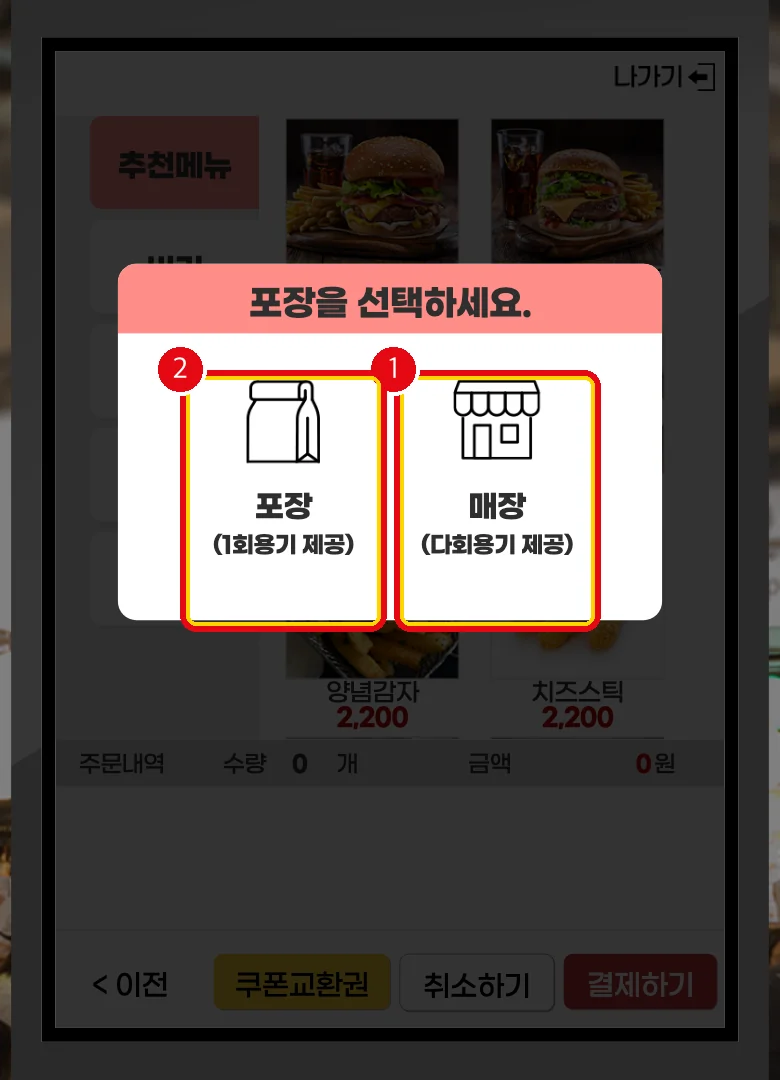 나가기
추천메뉴
포장을 선택하세요.
2
1
포장
매장
(1회용기 제공)
(다회용기 제공)
양념감자
치즈스틱
2,200
2,200
주문내역 수량 0 개 금액 0원
< 이전
쿠폰교환권
취소하기
결제하기